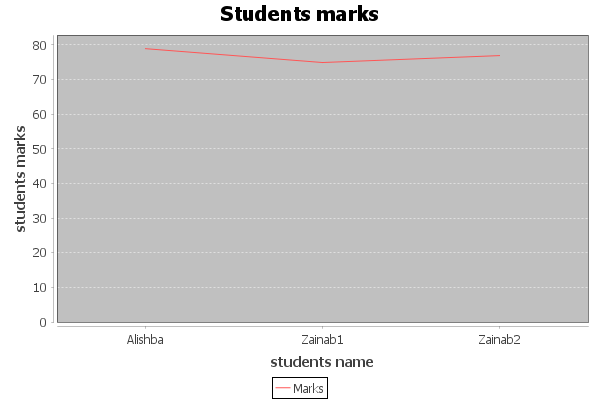 Students marks
80
70
60
50
40
30
20
10
0
students marks
Alishba Zainab1 Zainab2
students name
Marks